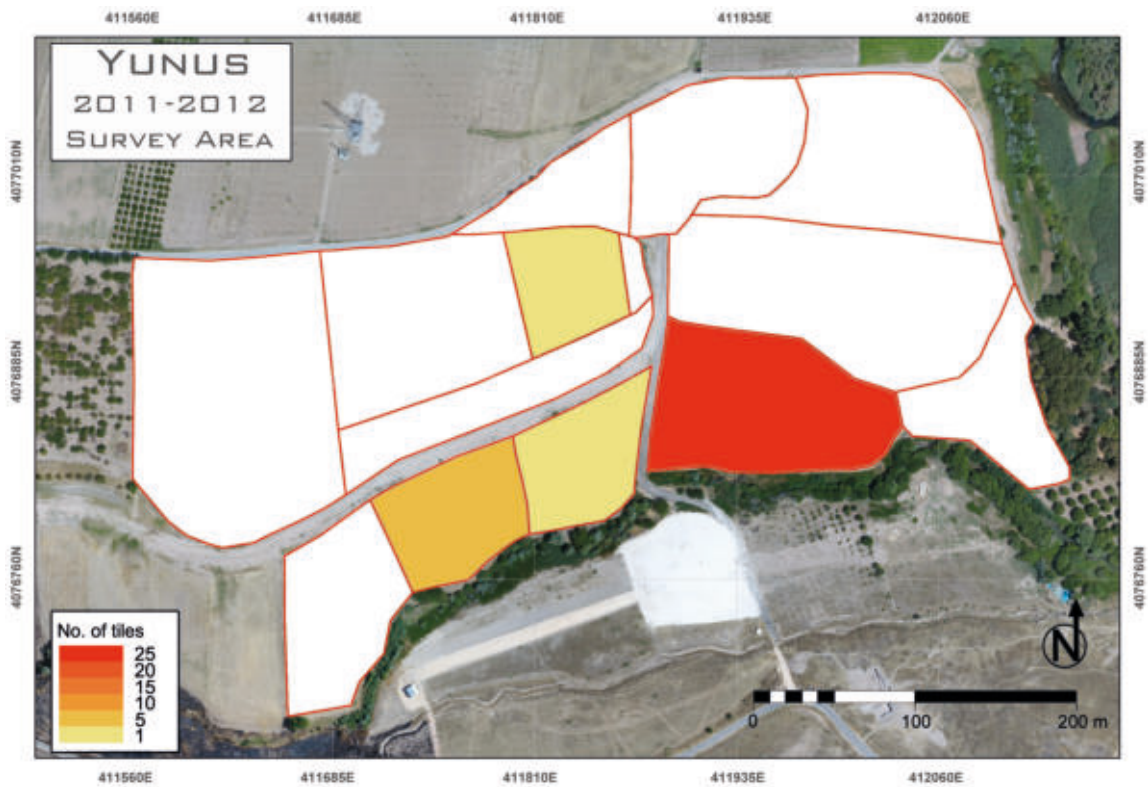 411560E 411685E 411810E 411935E 412060E
YUNUS
2011-2012
SURVEY AREA
4077010N 4077010N
4076885N 4076885N
4076760N 4076760N
No. of tiles
25
20
15
10
5
1
N
0 100 200 m
411560E 411685E 411810E 411935E 412060E